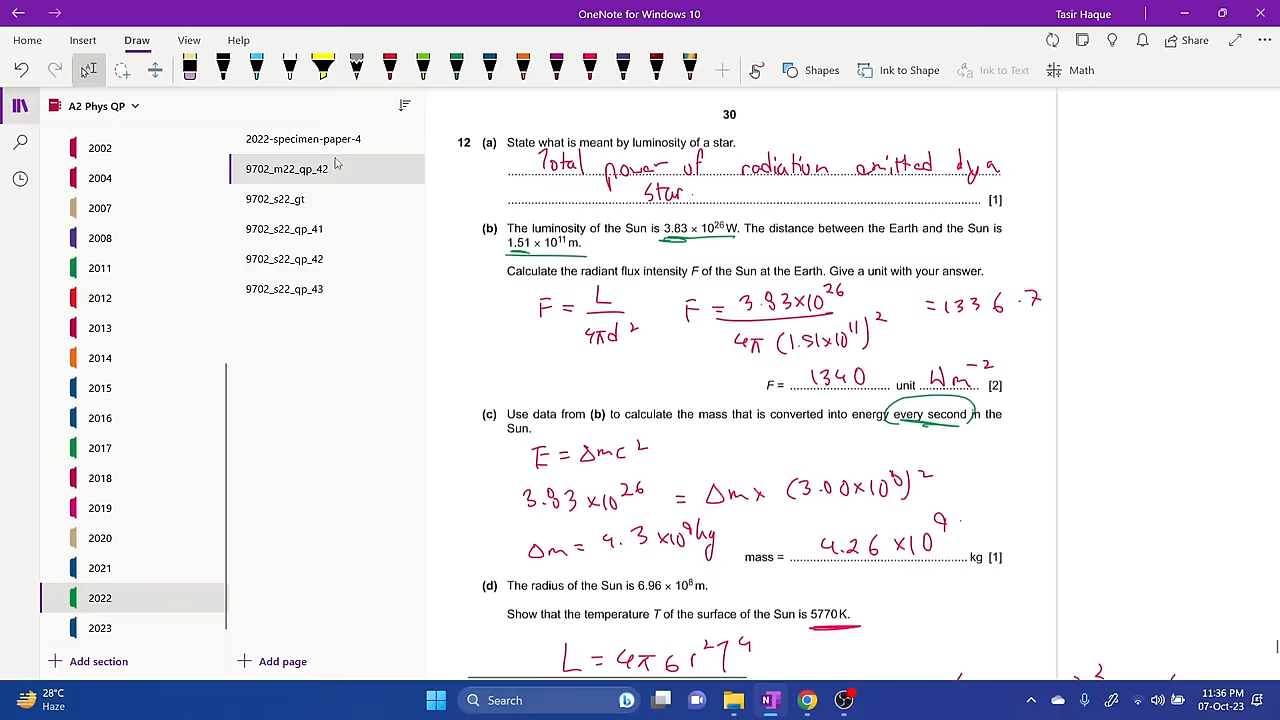 OneNote for Windows 10
Tasir Haque
Home Insert Draw View Help
Share
Shapes Ink to Shape Ink to Text Math
A2 Phys QP
2002
2004
2007
2008
2011
2012
2013
2014
2015
2016
2017
2018
2019
2020
2021
2022
2023
Add section
2022-specimen-paper-4
9702_m22_qp_42
9702_s22_gt
9702_s22_qp_41
9702_s22_qp_42
9702_s22_qp_43
Add page
30
12 (a) State what is meant by luminosity of a star.
Total power of radiation emitted by a
star.
[1]
(b) The luminosity of the Sun is 3.83 × 10²⁶ W. The distance between the Earth and the Sun is
1.51 × 10¹¹ m.
Calculate the radiant flux intensity F of the Sun at the Earth. Give a unit with your answer.
F = L / 4πd² F = 3.83×10²⁶ / 4π (1.51×10¹¹)² = 1336.7
F = 1340 unit Wm⁻² [2]
(c) Use data from (b) to calculate the mass that is converted into energy every second in the
Sun.
E = Δmc²
3.83×10²⁶ = Δm× (3.00×10⁸)²
Δm = 4.3×10⁹kg
mass = 4.26×10⁹ kg [1]
(d) The radius of the Sun is 6.96 × 10⁸ m.
Show that the temperature T of the surface of the Sun is 5770 K.
L = 4πσr²T⁴
28°C
Haze
Search
11:36 PM
07-Oct-23